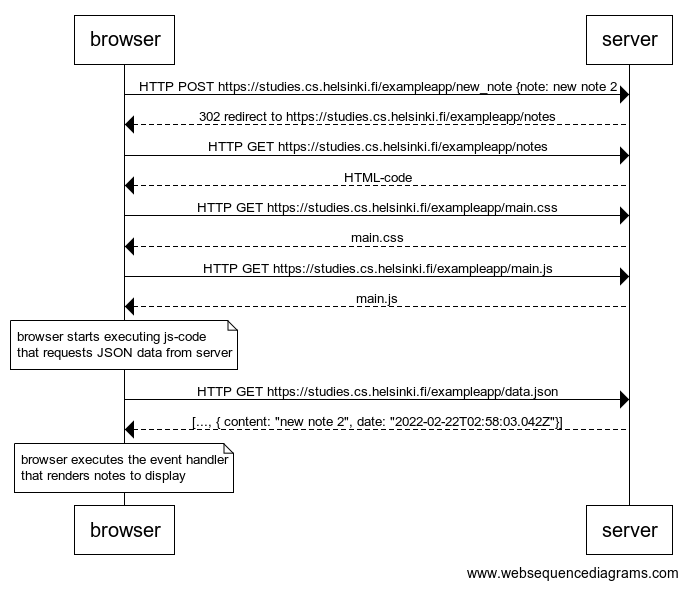 browser
server
HTTP POST https://studies.cs.helsinki.fi/exampleapp/new_note {note: new note 2
302 redirect to https://studies.cs.helsinki.fi/exampleapp/notes
HTTP GET https://studies.cs.helsinki.fi/exampleapp/notes
HTML-code
HTTP GET https://studies.cs.helsinki.fi/exampleapp/main.css
main.css
HTTP GET https://studies.cs.helsinki.fi/exampleapp/main.js
main.js
browser starts executing js-code
that requests JSON data from server
HTTP GET https://studies.cs.helsinki.fi/exampleapp/data.json
[..., { content: "new note 2", date: "2022-02-22T02:58:03.042Z"}]
browser executes the event handler
that renders notes to display
browser
server
www.websequencediagrams.com